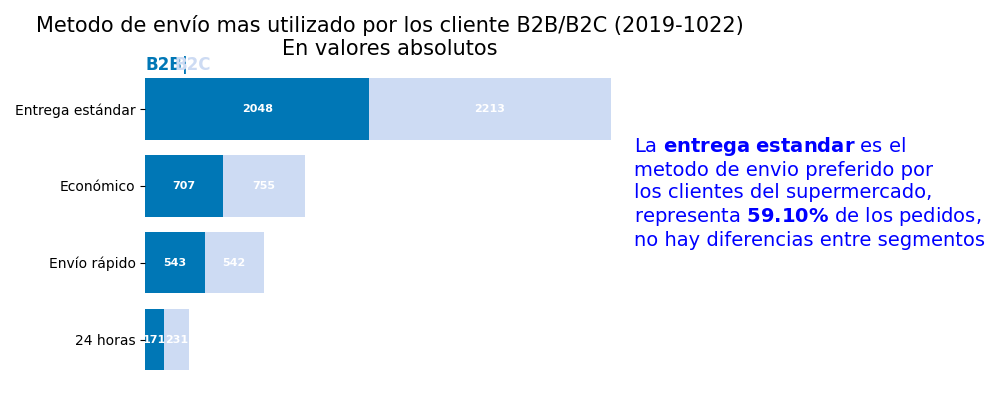 Metodo de envío mas utilizado por los cliente B2B/B2C (2019-1022)
En valores absolutos
B2B|B2C
Entrega estándar 2048 2213
Económico 707 755
Envío rápido 543 542
24 horas 171 231
La entrega estandar es el
metodo de envio preferido por
los clientes del supermercado,
representa 59.10% de los pedidos,
no hay diferencias entre segmentos